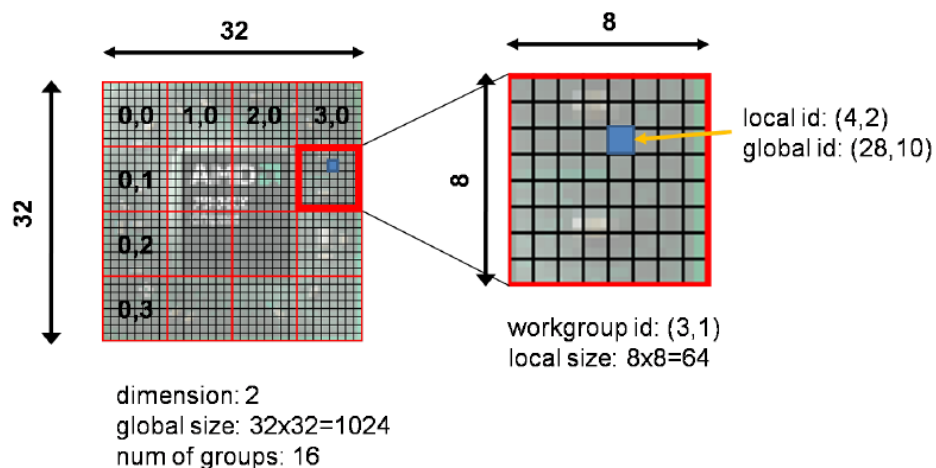 32
8
0,0 1,0 2,0 3,0
local id: (4,2)
global id: (28,10)
32
0,1
AMD
8
0,2
0,3
workgroup id: (3,1)
local size: 8x8=64
dimension: 2
global size: 32x32=1024
num of groups: 16